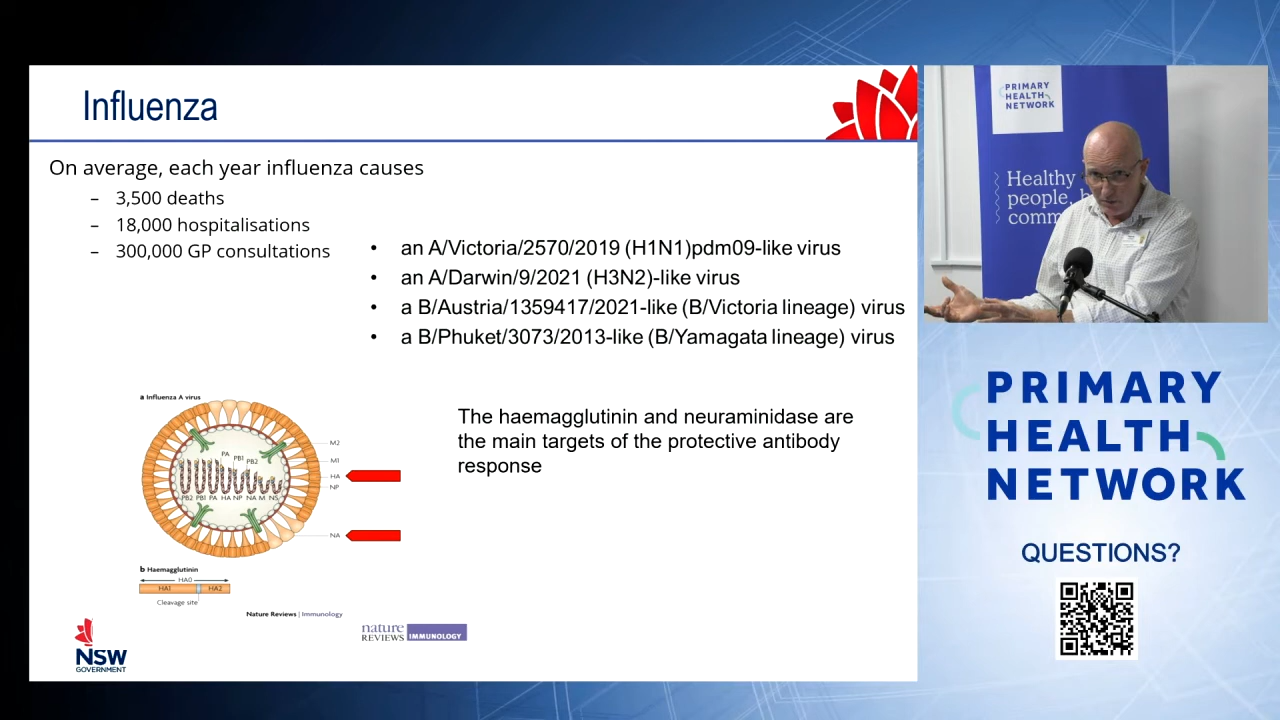 Influenza
On average, each year influenza causes
– 3,500 deaths
– 18,000 hospitalisations
– 300,000 GP consultations
• an A/Victoria/2570/2019 (H1N1)pdm09-like virus
• an A/Darwin/9/2021 (H3N2)-like virus
• a B/Austria/1359417/2021-like (B/Victoria lineage) virus
• a B/Phuket/3073/2013-like (B/Yamagata lineage) virus
The haemagglutinin and neuraminidase are
the main targets of the protective antibody
response
a Influenza A virus
M2
M1
HA
NP
NA
PA PB1 PB2
PB2 PB1 PA HA NP NA M NS
b Haemagglutinin
HA0
HA1 HA2
Cleavage site
Nature Reviews | Immunology
nature
REVIEWS IMMUNOLOGY
NSW
GOVERNMENT
PRIMARY
HEALTH
NETWORK
Healthy
people,
comm
PRIMARY
HEALTH
NETWORK
QUESTIONS?